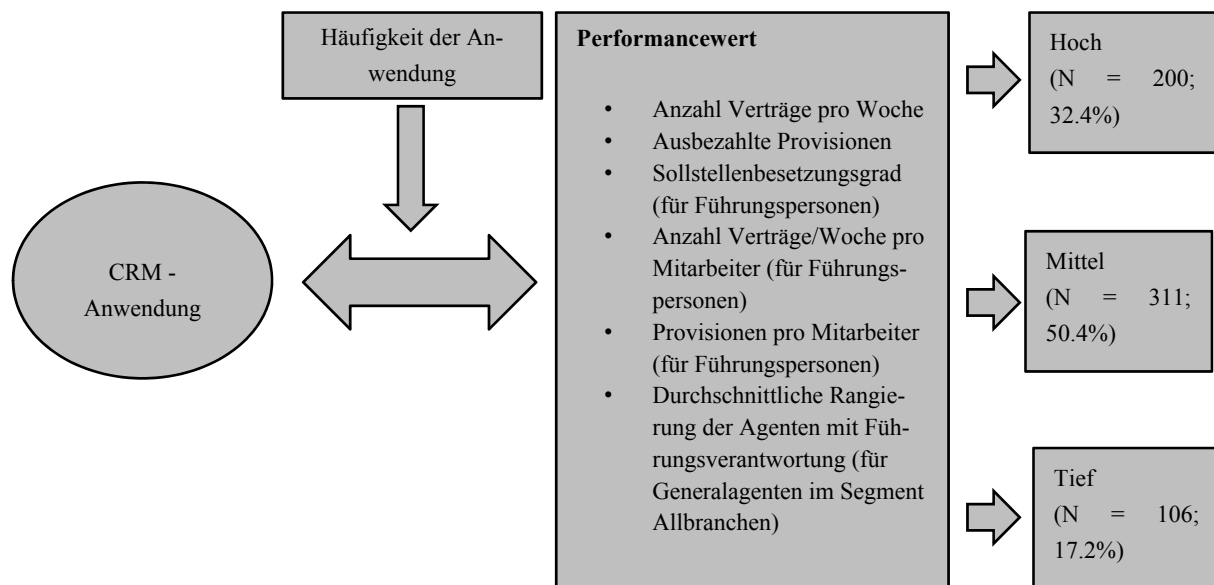 Häufigkeit der An-
wendung
CRM -
Anwendung
Performancewert
• Anzahl Verträge pro Woche
• Ausbezahlte Provisionen
• Sollstellenbesetzungsgrad
(für Führungspersonen)
• Anzahl Verträge/Woche pro
Mitarbeiter (für Führungs-
personen)
• Provisionen pro Mitarbeiter
(für Führungspersonen)
• Durchschnittliche Rangie-
rung der Agenten mit Füh-
rungsverantwortung (für
Generalagenten im Segment
Allbranchen)
Hoch
(N = 200;
32.4%)
Mittel
(N = 311;
50.4%)
Tief
(N = 106;
17.2%)